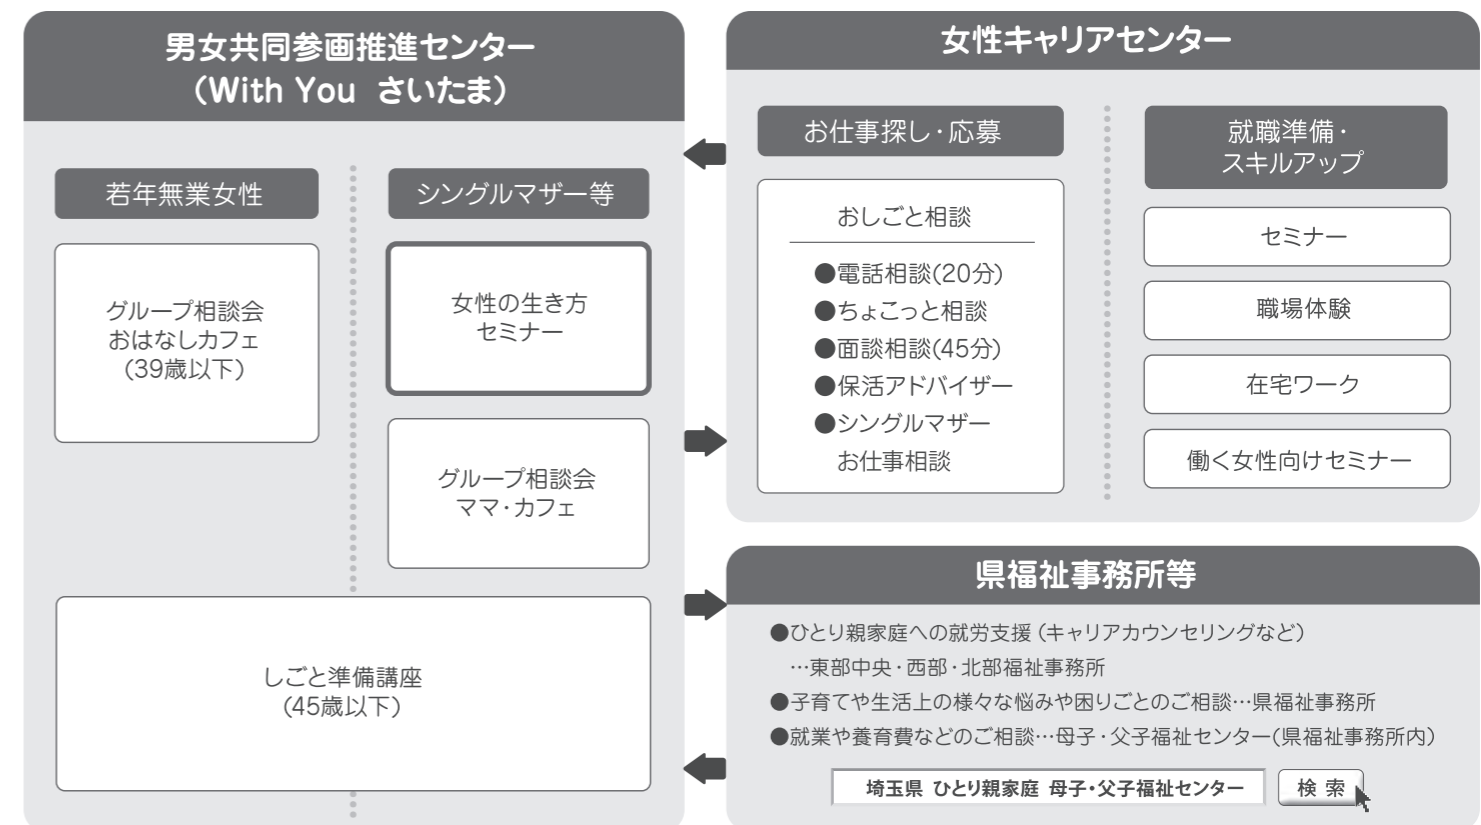 男女共同参画推進センター
（With You さいたま）
若年無業女性
グループ相談会
おはなしカフェ
(39歳以下)
シングルマザー等
女性の生き方
セミナー
グループ相談会
ママ・カフェ
しごと準備講座
(45歳以下)
女性キャリアセンター
お仕事探し・応募
おしごと相談
●電話相談(20分)
●ちょこっと相談
●面談相談(45分)
●保活アドバイザー
●シングルマザー
お仕事相談
就職準備・
スキルアップ
セミナー
職場体験
在宅ワーク
働く女性向けセミナー
県福祉事務所等
●ひとり親家庭への就労支援（キャリアカウンセリングなど）
…東部中央・西部・北部福祉事務所
●子育てや生活上の様々な悩みや困りごとのご相談…県福祉事務所
●就業や養育費などのご相談…母子・父子福祉センター(県福祉事務所内)
埼玉県 ひとり親家庭 母子・父子福祉センター
検 索